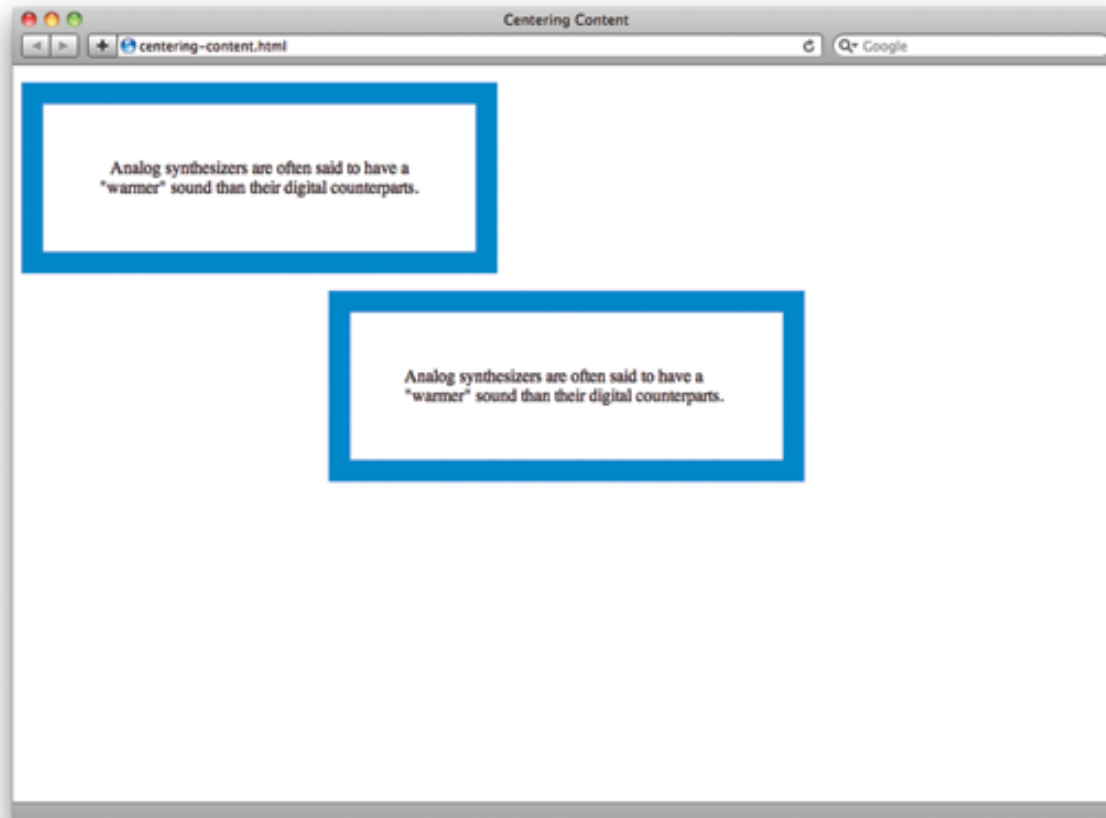 Centering Content
centering-content.html
Google
Analog synthesizers are often said to have a
"warmer" sound than their digital counterparts.
Analog synthesizers are often said to have a
"warmer" sound than their digital counterparts.